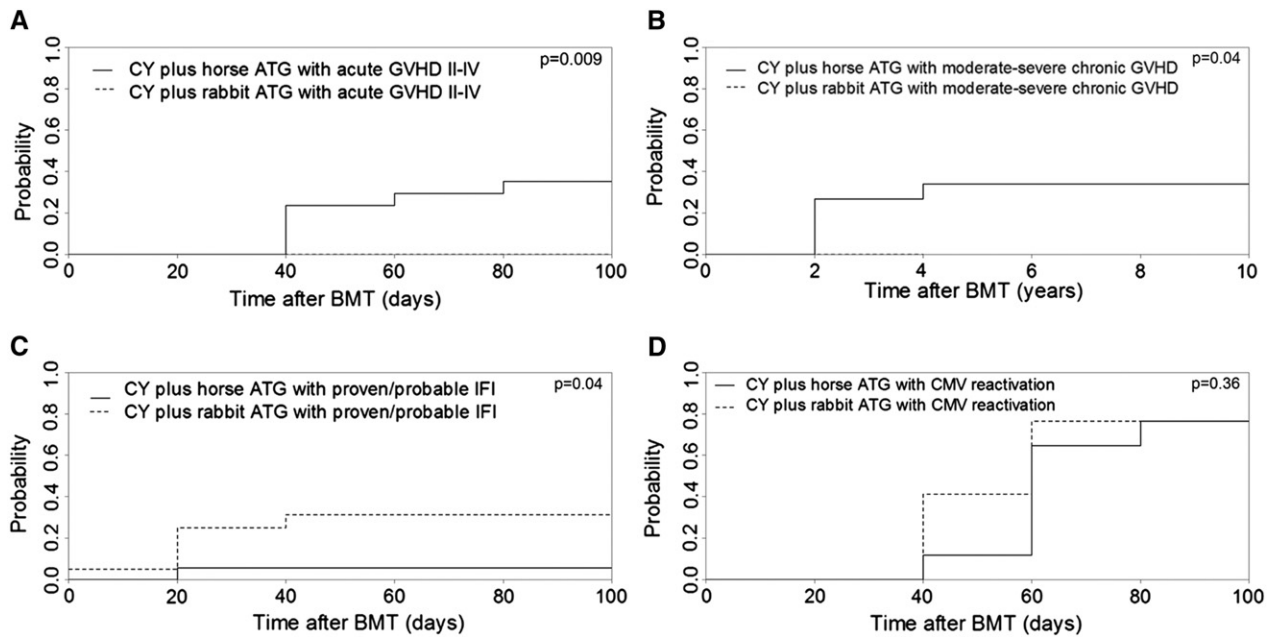 A
p=0.009
CY plus horse ATG with acute GVHD II-IV
CY plus rabbit ATG with acute GVHD II-IV
Probability
0.0 0.2 0.4 0.6 0.8 1.0
0 20 40 60 80 100
Time after BMT (days)
B
p=0.04
CY plus horse ATG with moderate-severe chronic GVHD
CY plus rabbit ATG with moderate-severe chronic GVHD
Probability
0.0 0.2 0.4 0.6 0.8 1.0
0 2 4 6 8 10
Time after BMT (years)
C
p=0.04
CY plus horse ATG with proven/probable IFI
CY plus rabbit ATG with proven/probable IFI
Probability
0.0 0.2 0.4 0.6 0.8 1.0
0 20 40 60 80 100
Time after BMT (days)
D
p=0.36
CY plus horse ATG with CMV reactivation
CY plus rabbit ATG with CMV reactivation
Probability
0.0 0.2 0.4 0.6 0.8 1.0
0 20 40 60 80 100
Time after BMT (days)